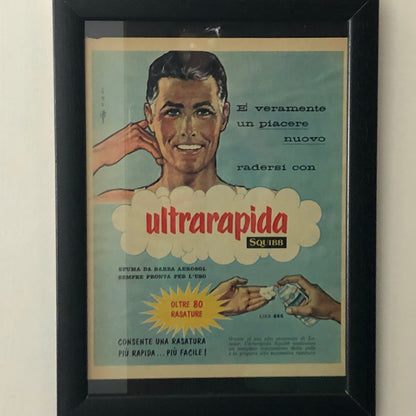 E' veramente
un piacere
nuovo
radersi con
ultrarapida
SQUIBB
SPUMA DA BARBA AEROSOL
SEMPRE PRONTA PER L'USO
OLTRE 80
RASATURE
CONSENTE UNA RASATURA
PIÙ RAPIDA... PIÙ FACILE!